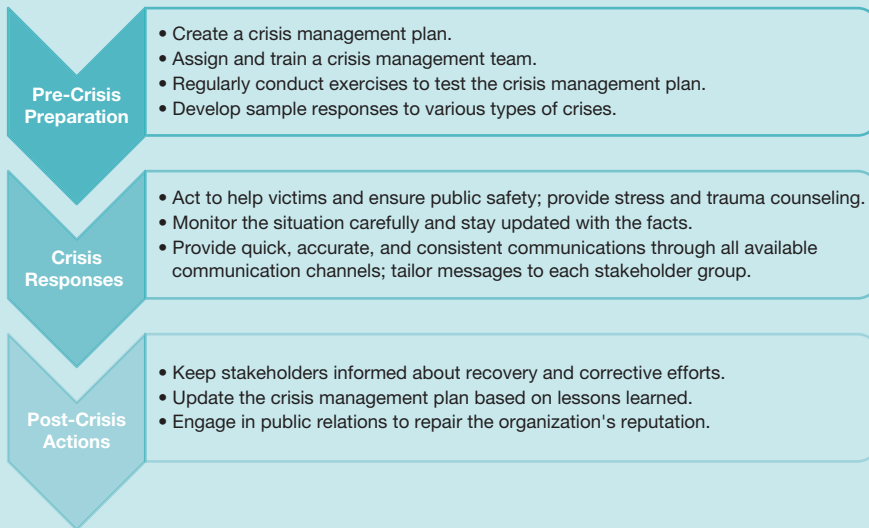 Pre-Crisis
Preparation
• Create a crisis management plan.
• Assign and train a crisis management team.
• Regularly conduct exercises to test the crisis management plan.
• Develop sample responses to various types of crises.
Crisis
Responses
• Act to help victims and ensure public safety; provide stress and trauma counseling.
• Monitor the situation carefully and stay updated with the facts.
• Provide quick, accurate, and consistent communications through all available
communication channels; tailor messages to each stakeholder group.
Post-Crisis
Actions
• Keep stakeholders informed about recovery and corrective efforts.
• Update the crisis management plan based on lessons learned.
• Engage in public relations to repair the organization's reputation.